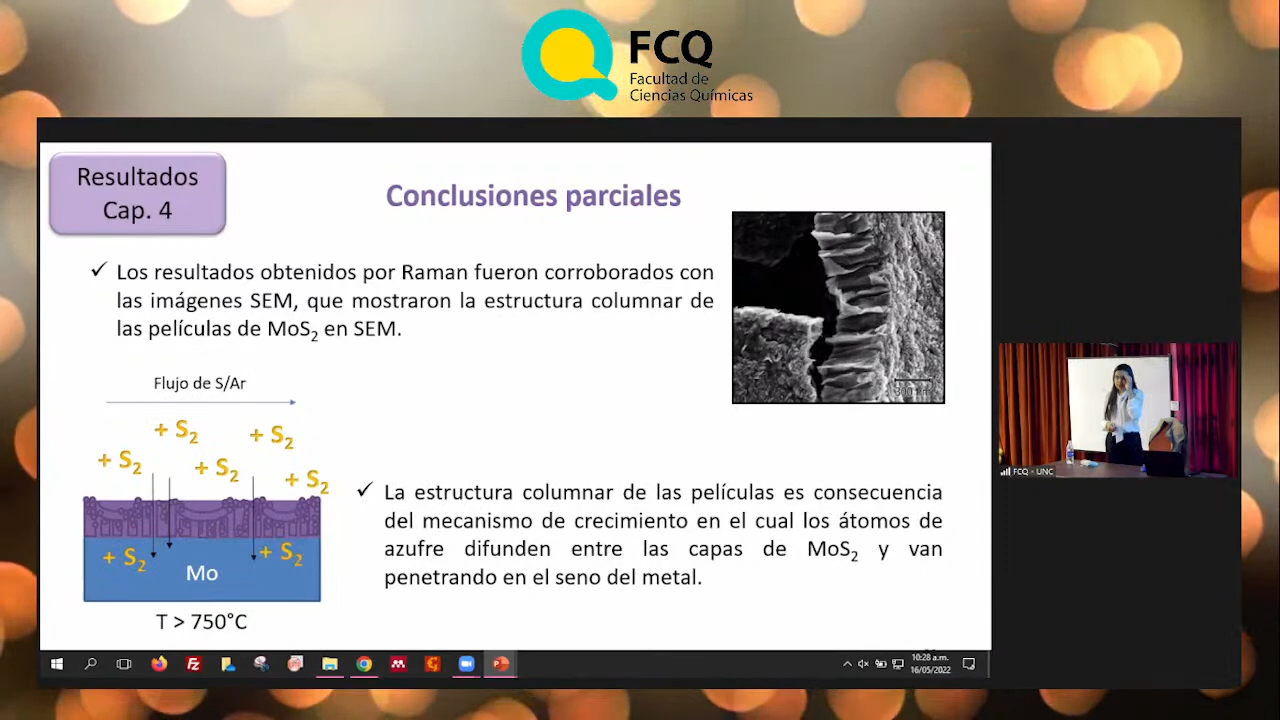 FCQ
Facultad de
Ciencias Químicas
Resultados
Cap. 4
Conclusiones parciales
✓ Los resultados obtenidos por Raman fueron corroborados con
las imágenes SEM, que mostraron la estructura columnar de
las películas de MoS₂ en SEM.
Flujo de S/Ar
+ S₂
+ S₂
+ S₂
+ S₂
+ S₂
+ S₂
+ S₂
Mo
T > 750°C
✓ La estructura columnar de las películas es consecuencia
del mecanismo de crecimiento en el cual los átomos de
azufre difunden entre las capas de MoS₂ y van
penetrando en el seno del metal.
FCQ - UNC
10:28 a.m.
16/05/2022